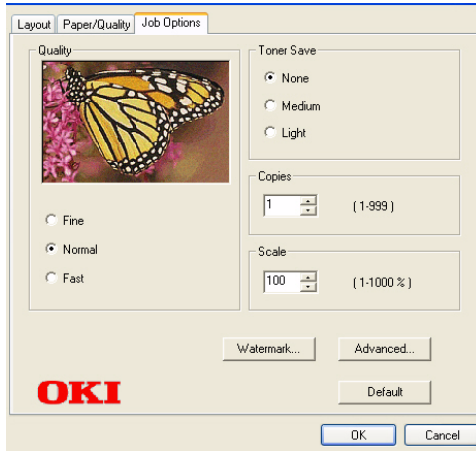 Layout
Paper/Quality
Job Options
Quality
Fine
Normal
Fast
Toner Save
None
Medium
Light
Copies
1
( 1-999 )
Scale
100
( 1-1000 % )
Watermark...
Advanced...
OKI
Default
OK
Cancel